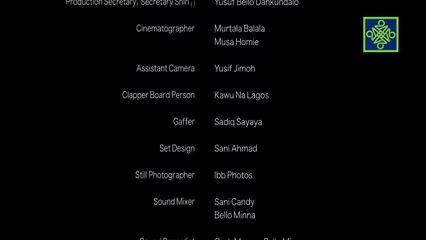 Production Secretary/ Secretary Shiri Yusuf Bello Dankundalo
Cinematographer Murtala Balala
Musa Homie
Assistant Camera Yusif Jimoh
Clapper Board Person Kawu Na Lagos
Gaffer Sadiq Sayaya
Set Design Sani Ahmad
Still Photographer Ibb Photos
Sound Mixer Sani Candy
Bello Minna